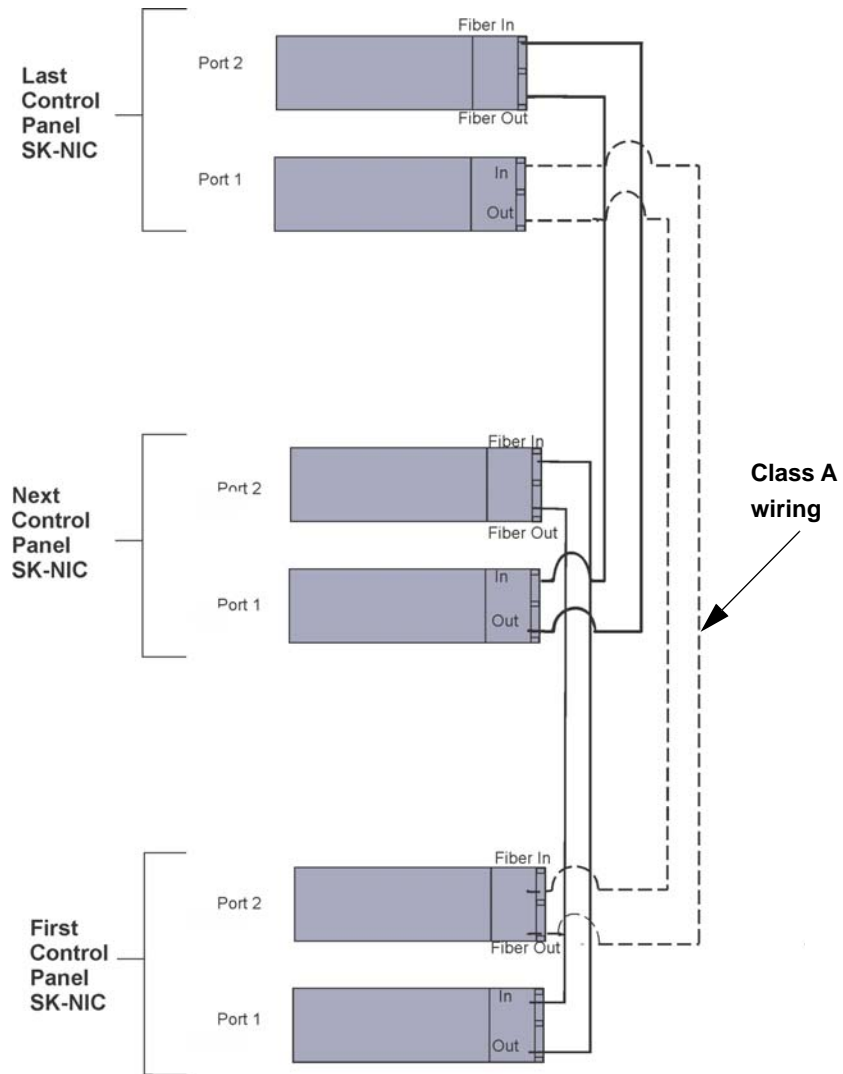 Last
Control
Panel
SK-NIC
Port 2
Fiber In
Fiber Out
Port 1
In
Out
Next
Control
Panel
SK-NIC
Port 2
Fiber In
Fiber Out
Port 1
In
Out
Class A
wiring
First
Control
Panel
SK-NIC
Port 2
Fiber In
Fiber Out
Port 1
In
Out